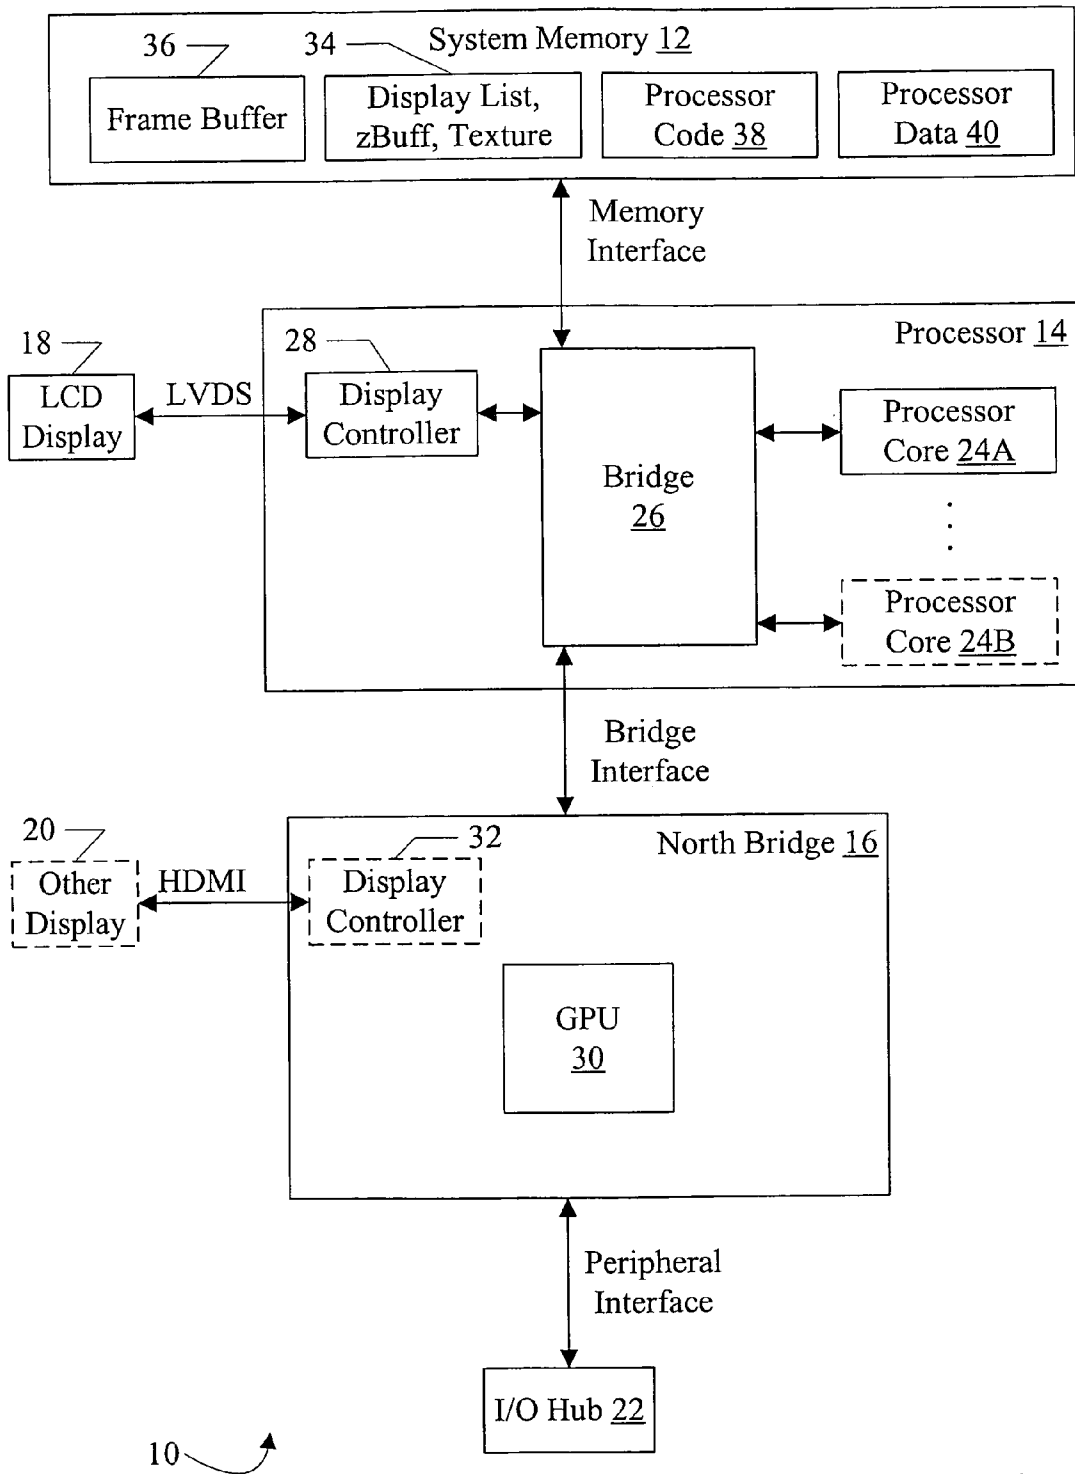 System Memory 12
36
34
Frame Buffer
Display List,
zBuff, Texture
Processor
Code 38
Processor
Data 40
Memory
Interface
Processor 14
18
LCD
Display
LVDS
28
Display
Controller
Bridge
26
Processor
Core 24A
Processor
Core 24B
Bridge
Interface
North Bridge 16
20
Other
Display
HDMI
32
Display
Controller
GPU
30
Peripheral
Interface
I/O Hub 22
10